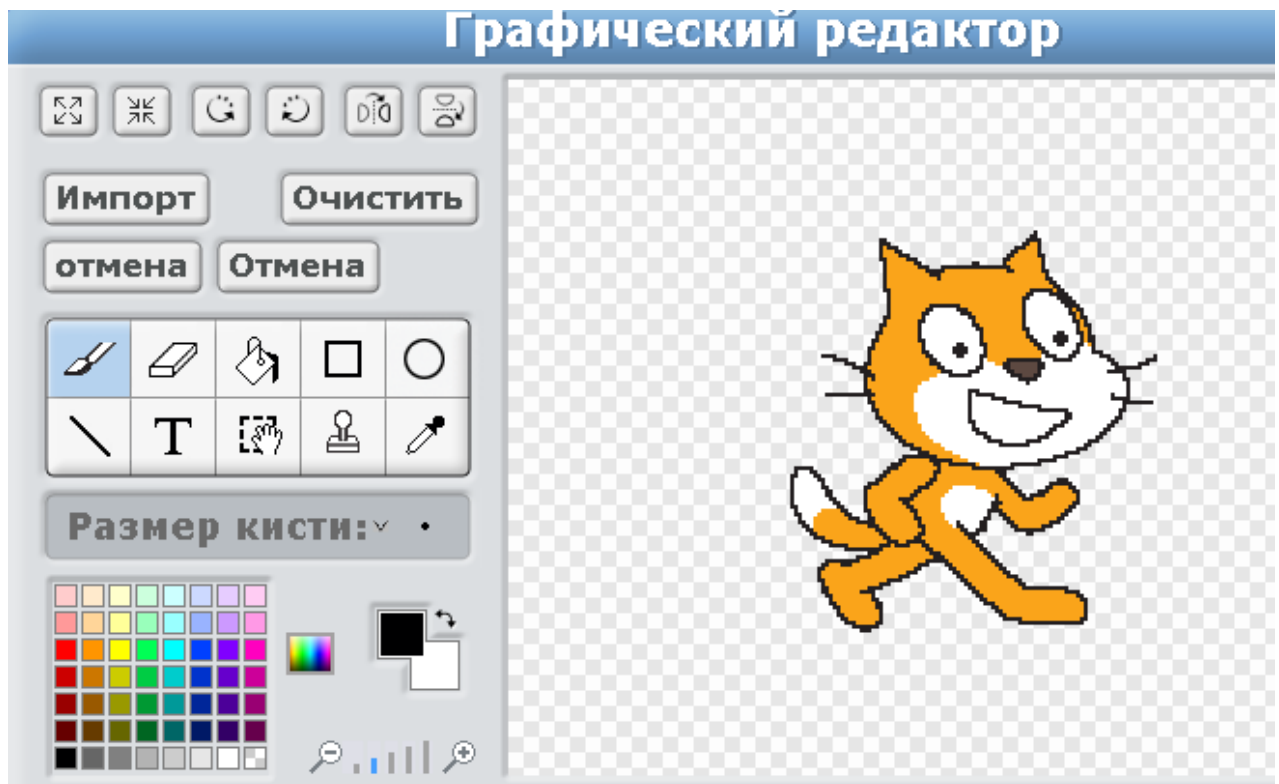 Графический редактор
Импорт Очистить
отмена Отмена
T
Размер кисти: